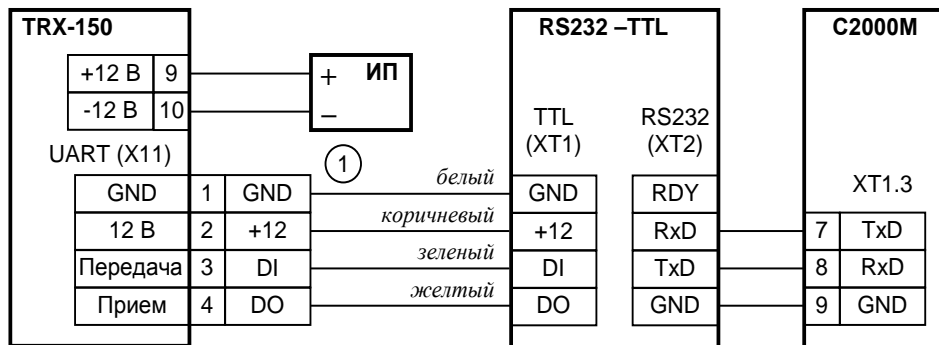 TRX-150
RS232 –TTL
C2000M
+12 В 9
+ ИП
-12 В 10
–
TTL
(XT1)
RS232
(XT2)
UART (X11)
1
XT1.3
GND 1 GND белый GND RDY
12 В 2 +12 коричневый +12 RxD 7 TxD
Передача 3 DI зеленый DI TxD 8 RxD
Прием 4 DO желтый DO GND 9 GND